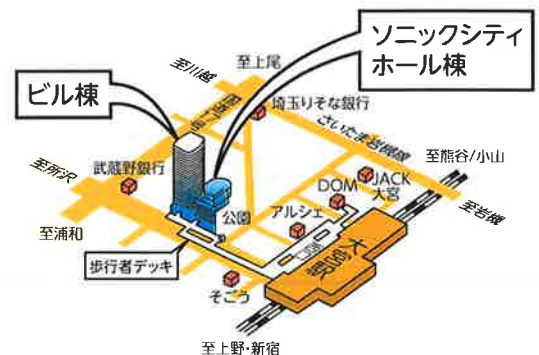 ソニックシティ
ホール棟
至上尾
至川越
ビル棟
埼玉りそな銀行
さいたま岩槻線
至熊谷/小山
武蔵野銀行
至所沢
DOM
JACK
大宮
至岩槻
アルシェ
公園
至浦和
大宮駅
歩行者デッキ
そごう
至上野・新宿